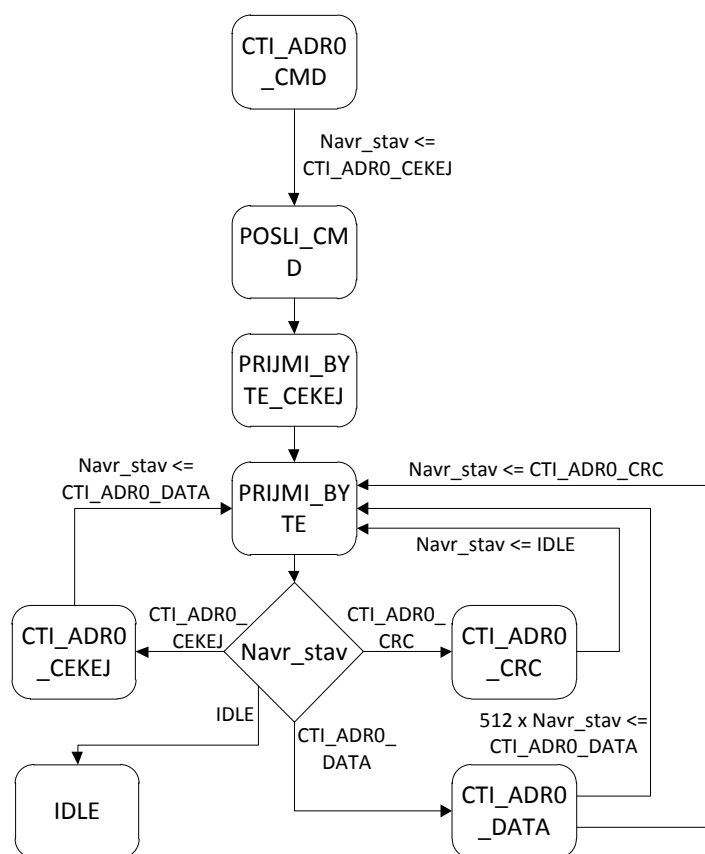 CTI_ADR0
_CMD
Navr_stav <=
CTI_ADR0_CEKEJ
POSLI_CM
D
PRIJMI_BY
TE_CEKEJ
Navr_stav <=
CTI_ADR0_DATA
PRIJMI_BY
TE
Navr_stav <= CTI_ADR0_CRC
Navr_stav <= IDLE
CTI_ADR0
_CEKEJ
CTI_ADR0_
CEKEJ
Navr_stav
CTI_ADR0_
CRC
CTI_ADR0
_CRC
IDLE
CTI_ADR0_
DATA
512 x Navr_stav <=
CTI_ADR0_DATA
IDLE
CTI_ADR0
_DATA